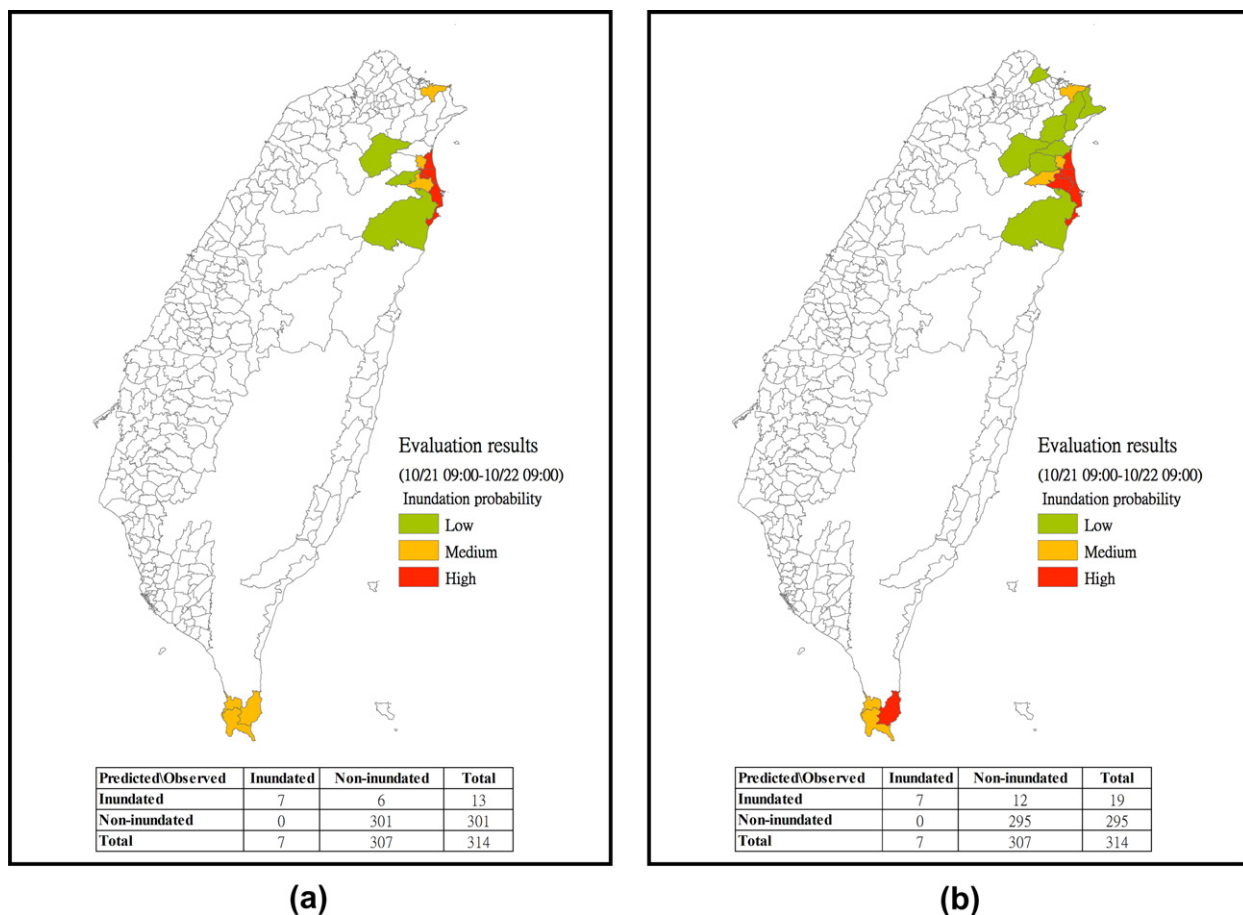 Evaluation results
(10/21 09:00-10/22 09:00)
Inundation probability
Low
Medium
High
Predicted\Observed Inundated Non-inundated Total
Inundated 7 6 13
Non-inundated 0 301 301
Total 7 307 314
(a)
Evaluation results
(10/21 09:00-10/22 09:00)
Inundation probability
Low
Medium
High
Predicted\Observed Inundated Non-inundated Total
Inundated 7 12 19
Non-inundated 0 295 295
Total 7 307 314
(b)